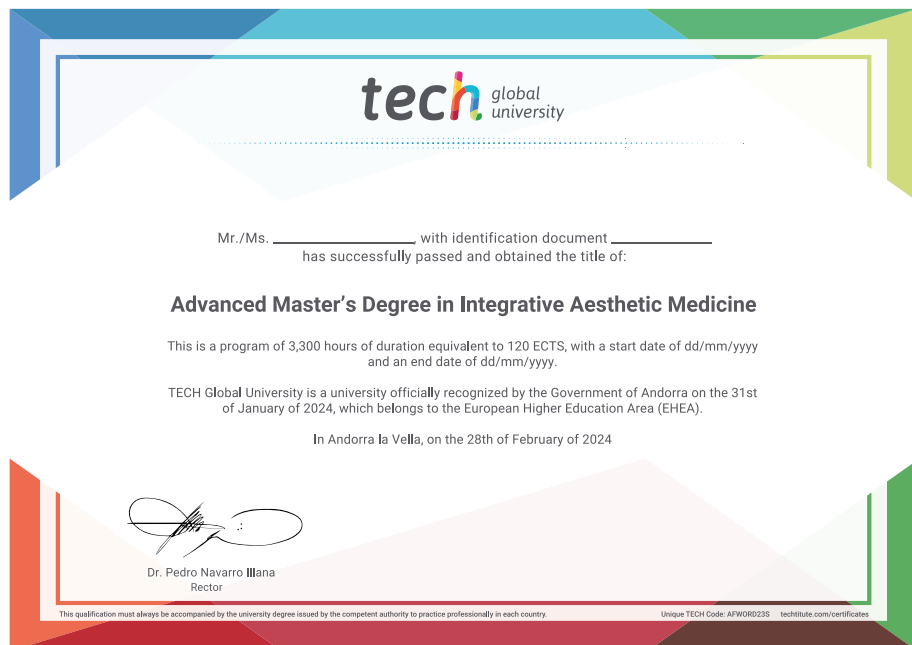 tech global
university
Mr./Ms. ____________, with identification document ____________
has successfully passed and obtained the title of:
Advanced Master's Degree in Integrative Aesthetic Medicine
This is a program of 3,300 hours of duration equivalent to 120 ECTS, with a start date of dd/mm/yyyy
and an end date of dd/mm/yyyy.
TECH Global University is a university officially recognized by the Government of Andorra on the 31st
of January of 2024, which belongs to the European Higher Education Area (EHEA).
In Andorra la Vella, on the 28th of February of 2024
Dr. Pedro Navarro Illana
Rector
This qualification must always be accompanied by the university degree issued by the competent authority to practice professionally in each country.
Unique TECH Code: AFWORD23S techtitute.com/certificates